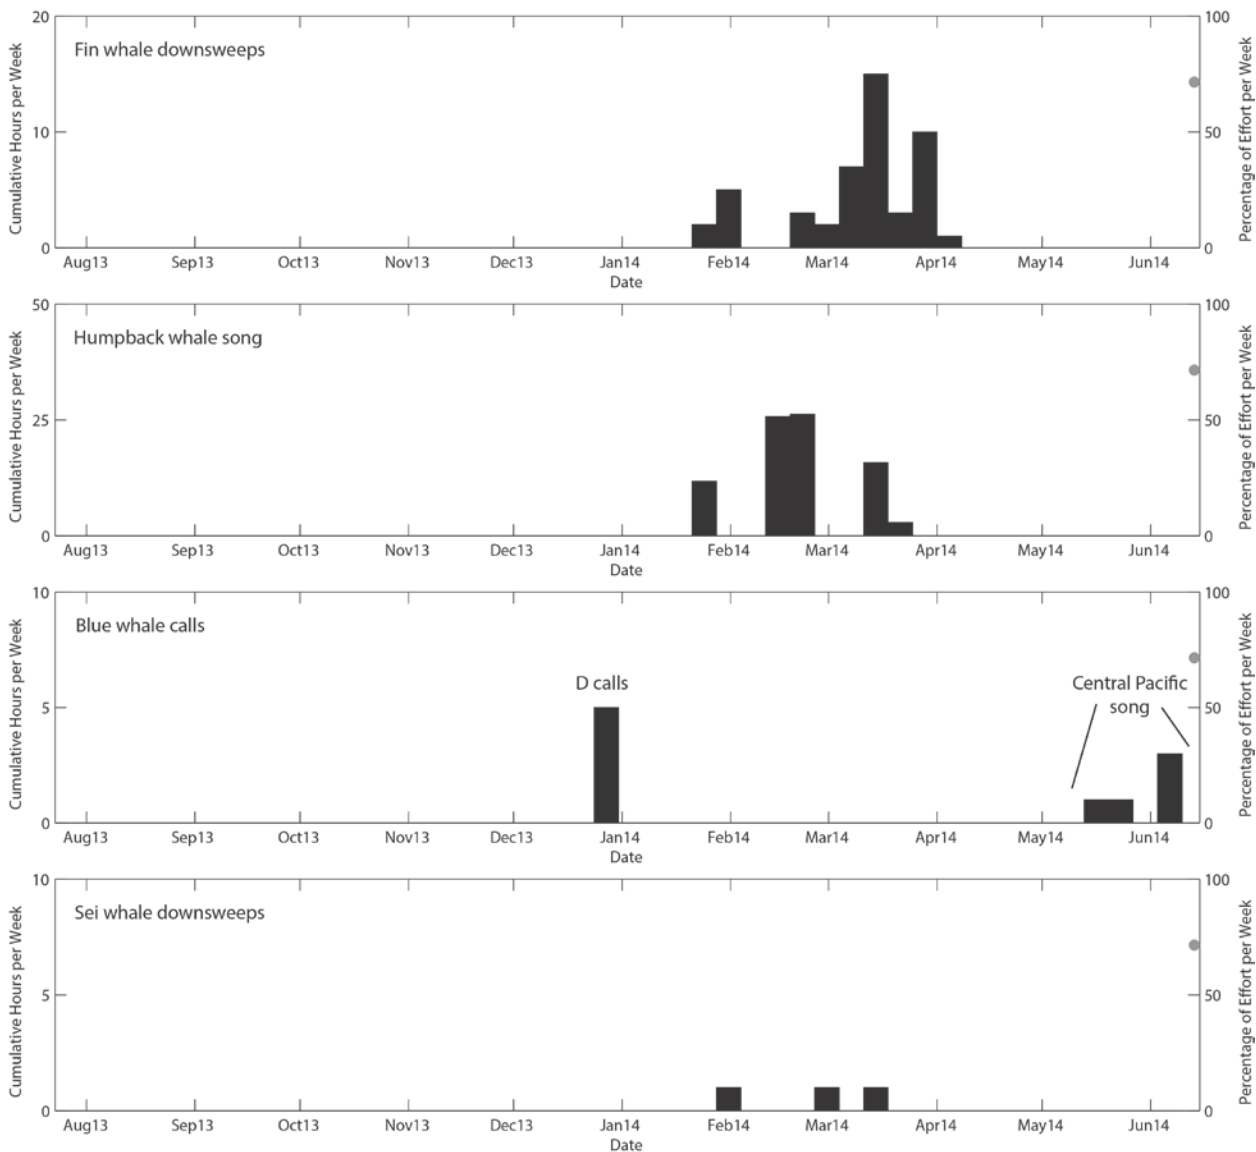 Fin whale downsweeps
Cumulative Hours per Week
20
10
0
Percentage of Effort per Week
100
50
0
Aug13 Sep13 Oct13 Nov13 Dec13 Jan14 Feb14 Mar14 Apr14 May14 Jun14
Date
Humpback whale song
Cumulative Hours per Week
50
25
0
Percentage of Effort per Week
100
50
0
Aug13 Sep13 Oct13 Nov13 Dec13 Jan14 Feb14 Mar14 Apr14 May14 Jun14
Date
Blue whale calls
Cumulative Hours per Week
10
5
0
D calls
Central Pacific
song
Percentage of Effort per Week
100
50
0
Aug13 Sep13 Oct13 Nov13 Dec13 Jan14 Feb14 Mar14 Apr14 May14 Jun14
Date
Sei whale downsweeps
Cumulative Hours per Week
10
5
0
Percentage of Effort per Week
100
50
0
Aug13 Sep13 Oct13 Nov13 Dec13 Jan14 Feb14 Mar14 Apr14 May14 Jun14
Date